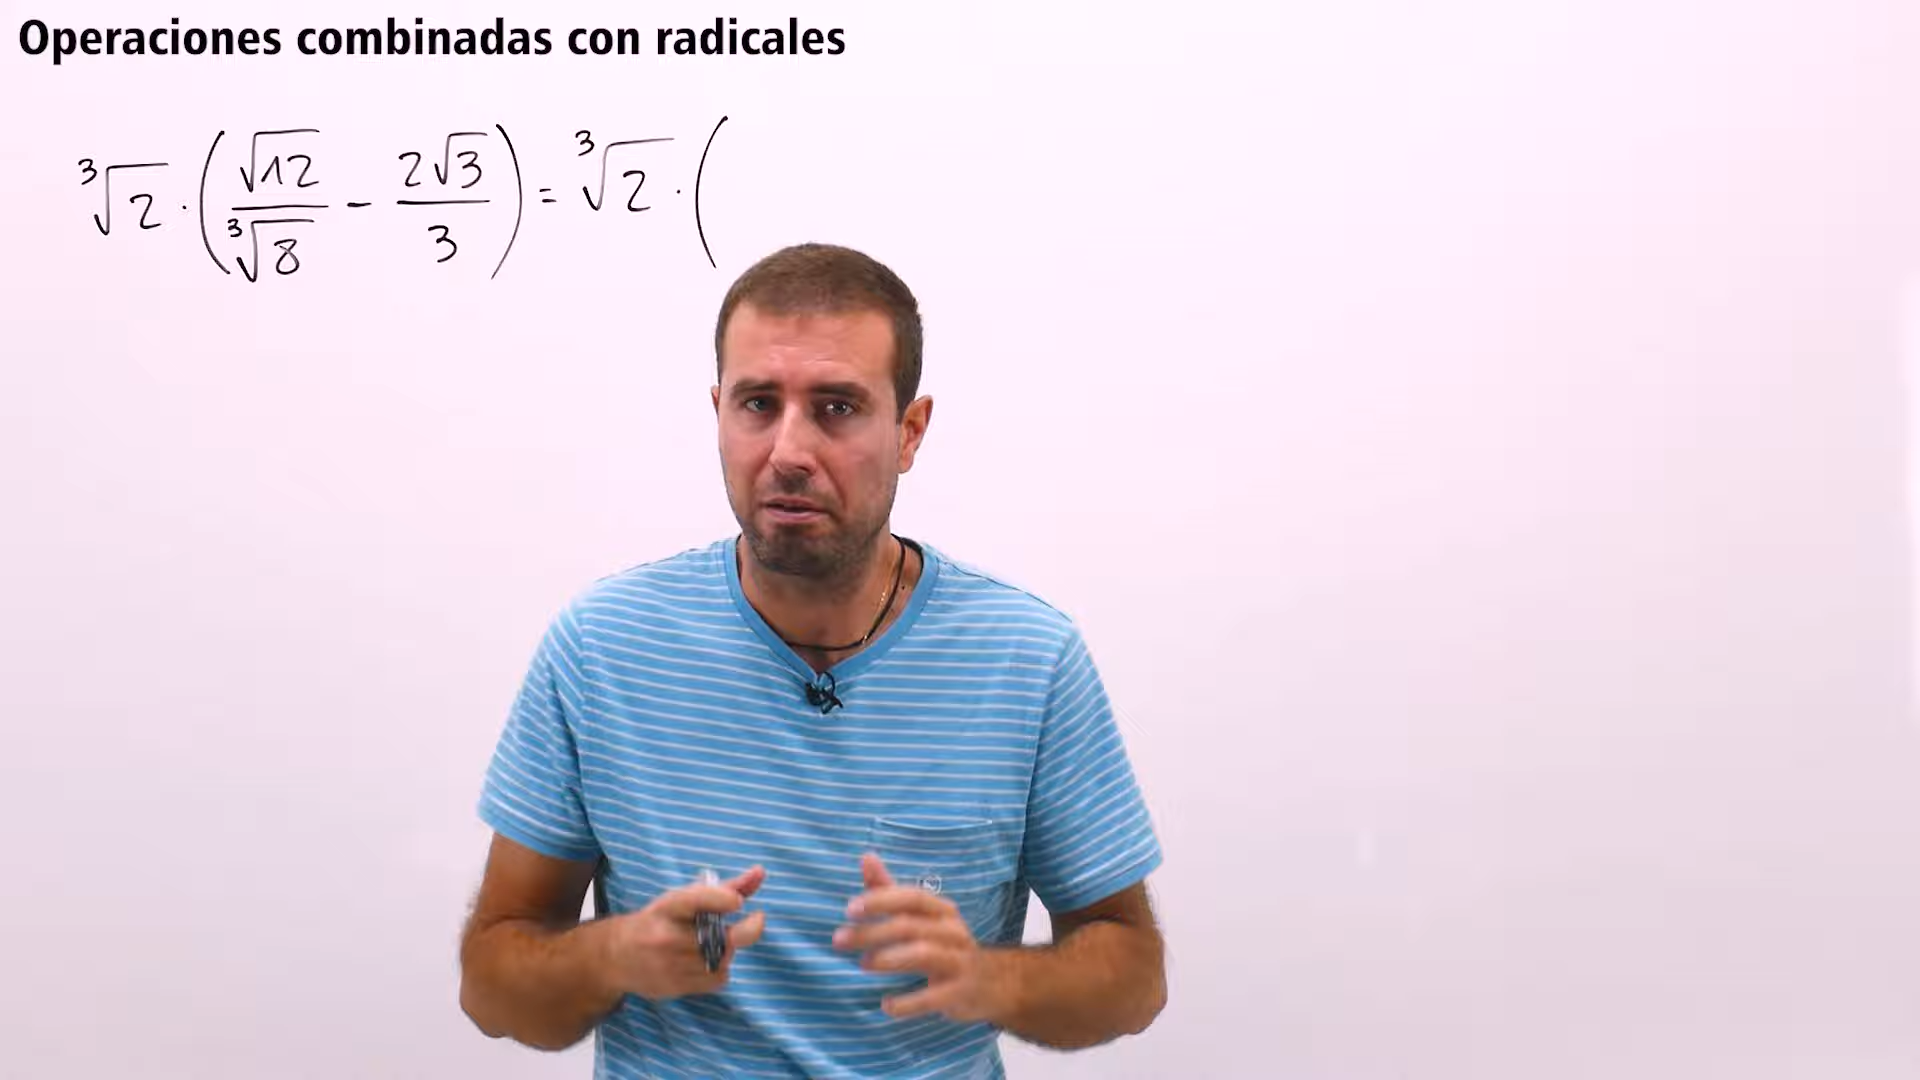 Operaciones combinadas con radicales
∛2 · (√12/∛8 - 2√3/3) = ∛2 · (